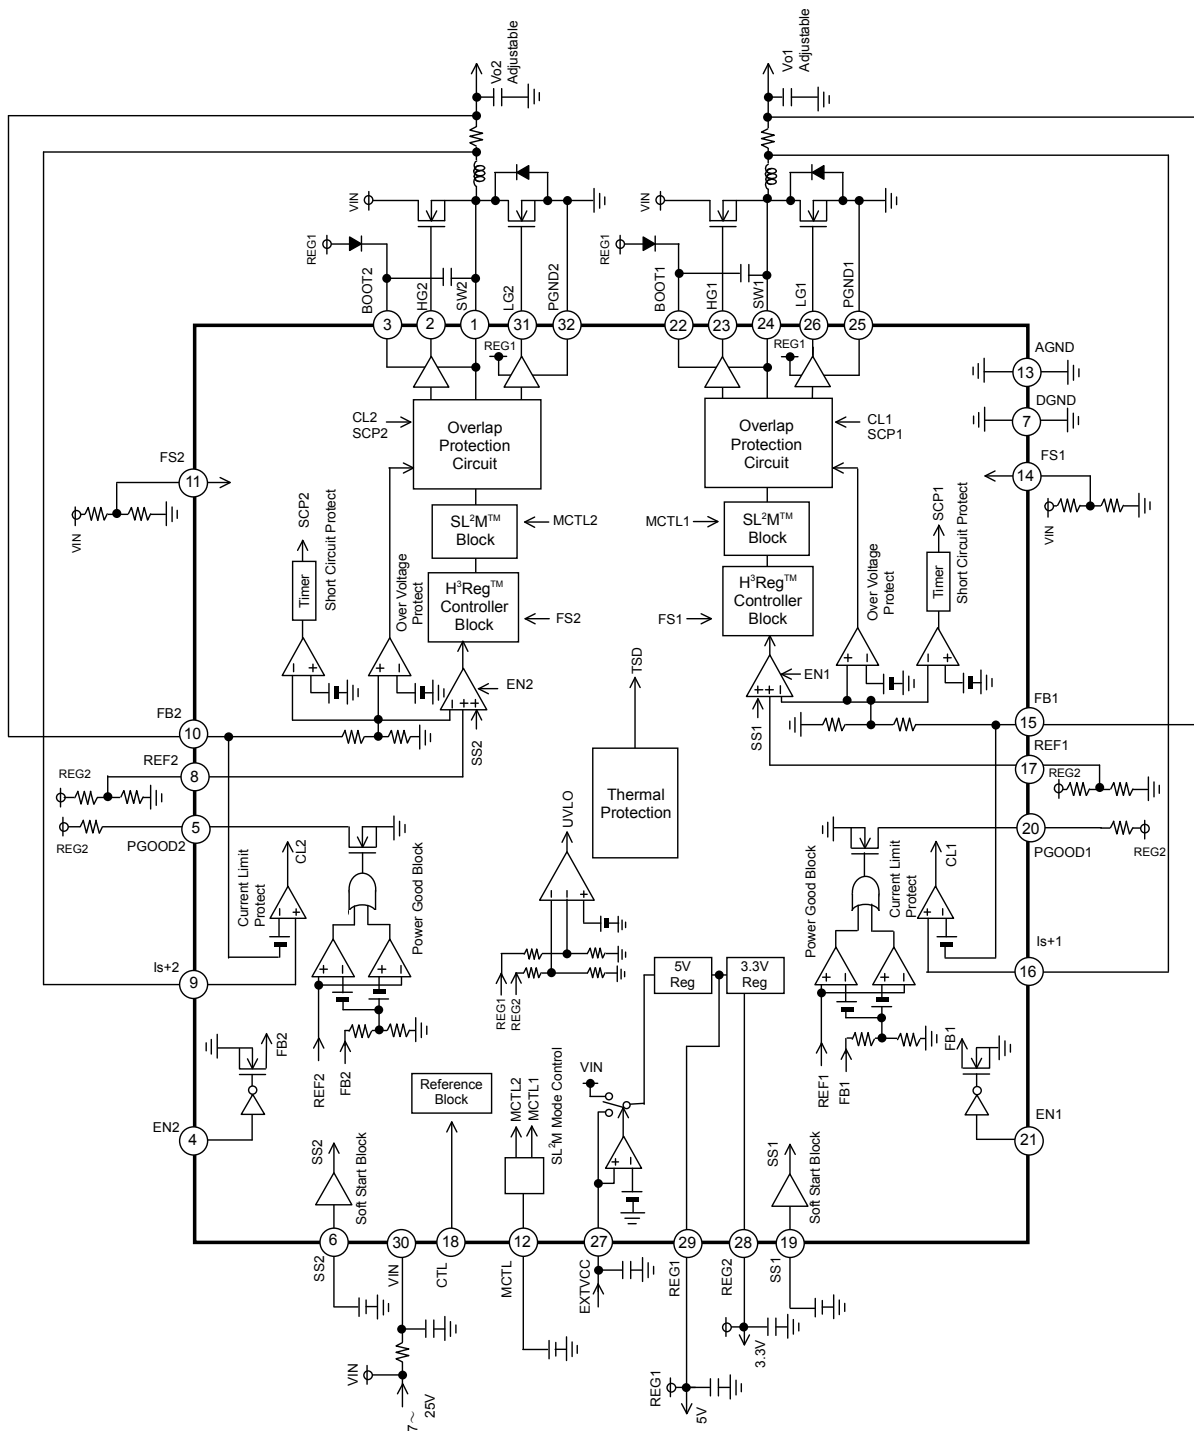 Vo2
Adjustable
Vo1
Adjustable
VIN
VIN
REG1
REG1
BOOT2
HG2
SW2
LG2
PGND2
BOOT1
HG1
SW1
LG1
PGND1
3
2
1
31
32
22
23
24
26
25
REG1
REG1
AGND
13
DGND
7
CL2
SCP2
Overlap
Protection
Circuit
Overlap
Protection
Circuit
CL1
SCP1
FS2
11
FS1
14
VIN
VIN
SCP2
Timer
Short Circuit Protect
Over Voltage
Protect
SL²M™
Block
MCTL2
MCTL1
SL²M™
Block
SCP1
Timer
Short Circuit Protect
Over Voltage
Protect
H³Reg™
Controller
Block
FS2
FS1
H³Reg™
Controller
Block
EN2
EN1
TSD
SS2
SS1
FB2
10
FB1
15
REF2
8
REF1
17
REG2
REG2
Thermal
Protection
UVLO
5
PGOOD2
REG2
20
PGOOD1
REG2
CL2
Current Limit
Protect
Power Good Block
Power Good Block
Current Limit
Protect
CL1
Is+2
9
Is+1
16
5V
Reg
3.3V
Reg
REG1
REG2
FB2
REF2
FB2
REF1
FB1
FB1
EN2
4
EN1
21
Reference
Block
MCTL2
MCTL1
SL²M Mode Control
VIN
SS2
Soft Start Block
SS1
Soft Start Block
6
30
18
12
27
29
28
19
SS2
VIN
CTL
MCTL
EXTVCC
REG1
REG2
SS1
3.3V
VIN
7～
25V
REG1
5V